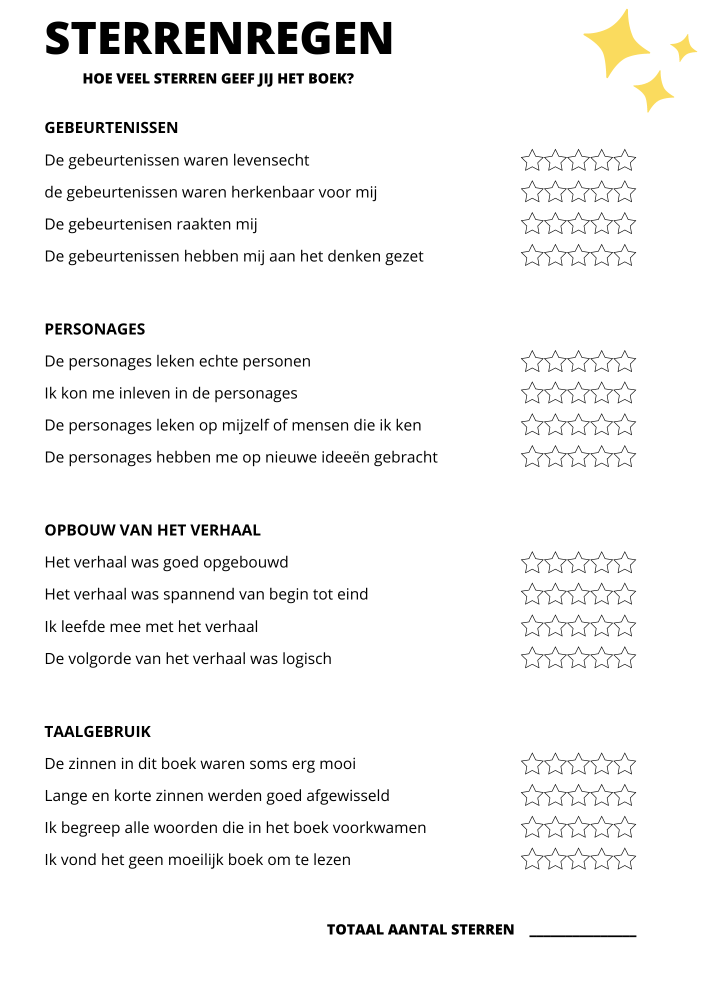 STERRENREGEN
HOE VEEL STERREN GEEF JIJ HET BOEK?
GEBEURTENISSEN
De gebeurtenissen waren levensecht
de gebeurtenissen waren herkenbaar voor mij
De gebeurtenisen raakten mij
De gebeurtenissen hebben mij aan het denken gezet
PERSONAGES
De personages leken echte personen
Ik kon me inleven in de personages
De personages leken op mijzelf of mensen die ik ken
De personages hebben me op nieuwe ideeën gebracht
OPBOUW VAN HET VERHAAL
Het verhaal was goed opgebouwd
Het verhaal was spannend van begin tot eind
Ik leefde mee met het verhaal
De volgorde van het verhaal was logisch
TAALGEBRUIK
De zinnen in dit boek waren soms erg mooi
Lange en korte zinnen werden goed afgewisseld
Ik begreep alle woorden die in het boek voorkwamen
Ik vond het geen moeilijk boek om te lezen
TOTAAL AANTAL STERREN _______________